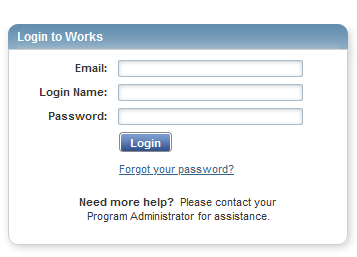 Login to Works
Email:
Login Name:
Password:
Login
Forgot your password?
Need more help? Please contact your
Program Administrator for assistance.